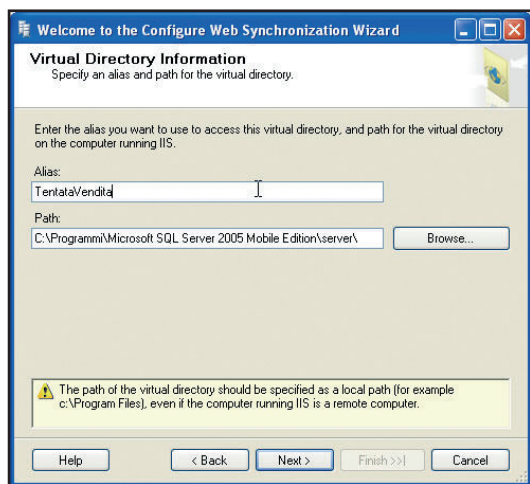 Welcome to the Configure Web Synchronization Wizard
Virtual Directory Information
Specify an alias and path for the virtual directory.
Enter the alias you want to use to access this virtual directory, and path for the virtual directory
on the computer running IIS.
Alias:
TentataVendita
Path:
C:\Programmi\Microsoft SQL Server 2005 Mobile Edition\server\
Browse...
The path of the virtual directory should be specified as a local path (for example
c:\Program Files), even if the computer running IIS is a remote computer.
Help
< Back
Next >
Finish >>|
Cancel